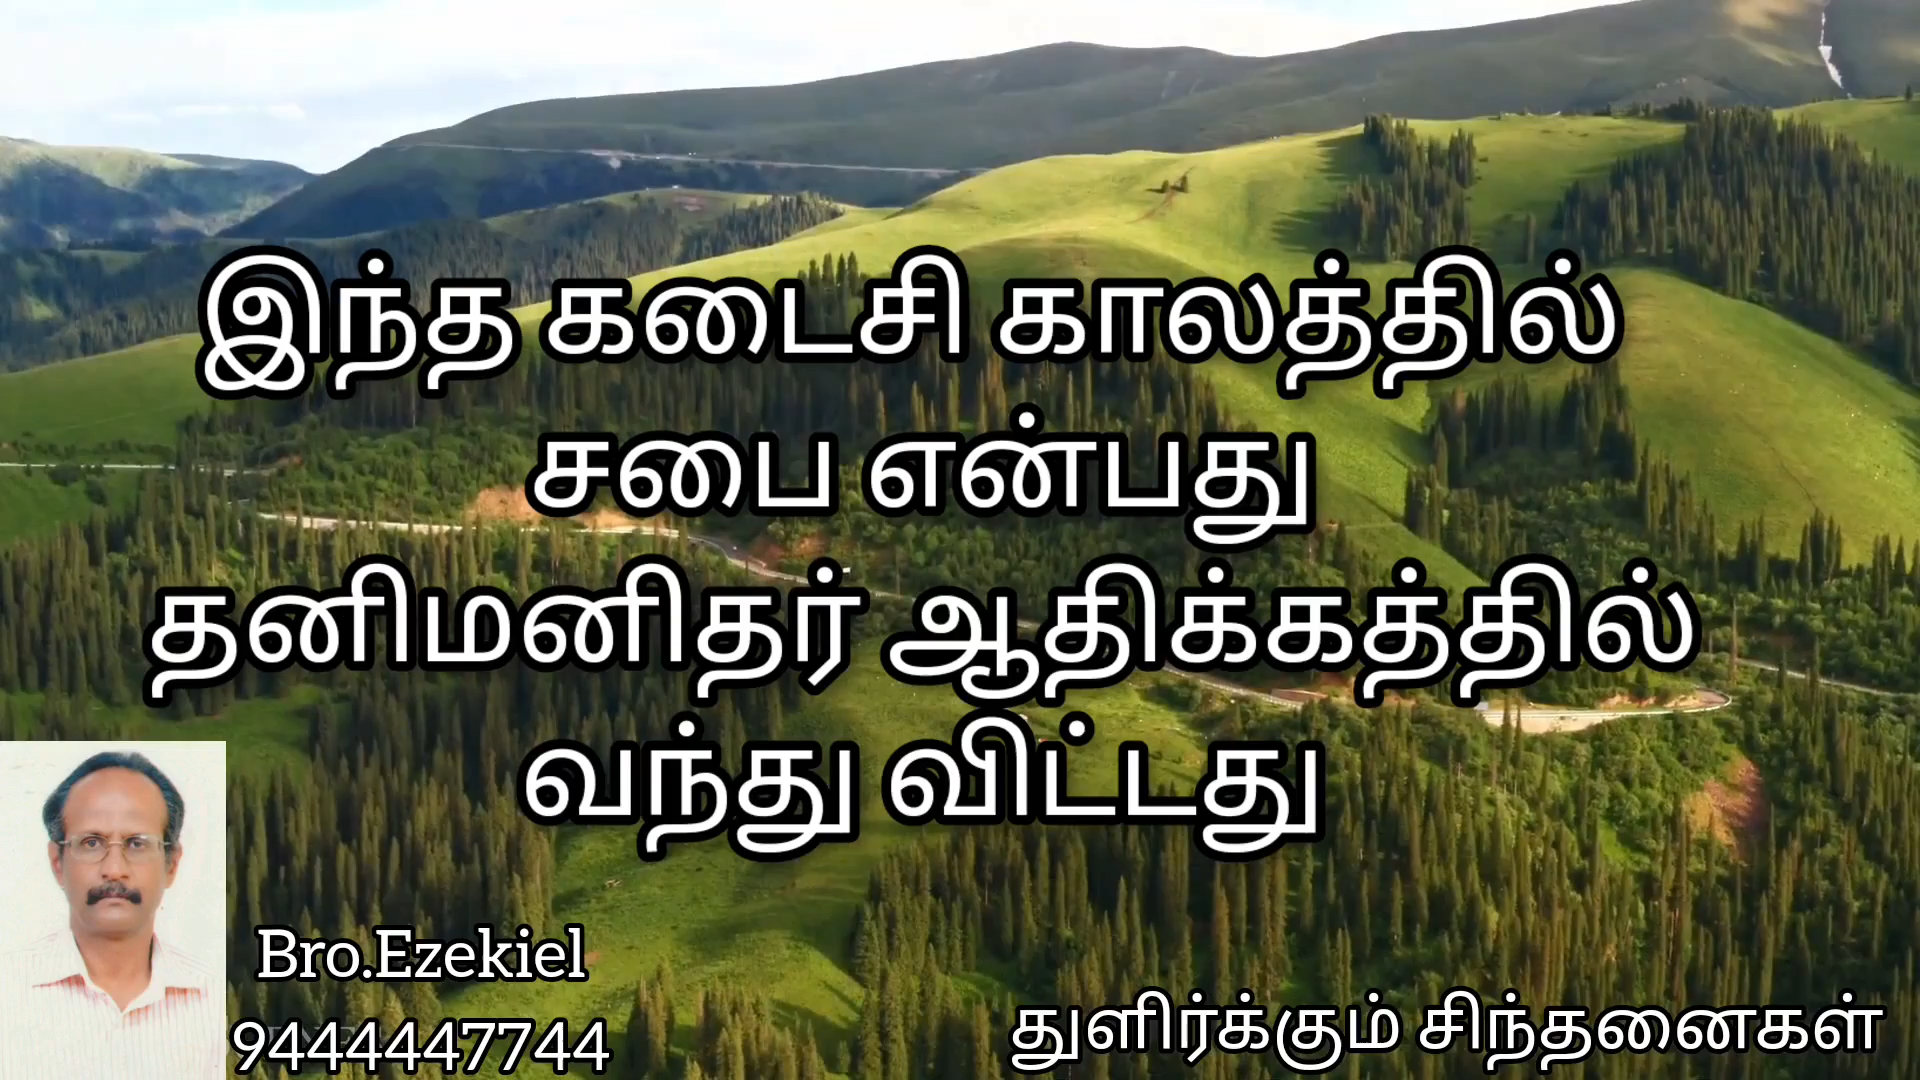 இந்த கடைசி காலத்தில்
சபை என்பது
தனிமனிதர் ஆதிக்கத்தில்
வந்து விட்டது
Bro.Ezekiel
9444447744
துளிர்க்கும் சிந்தனைகள்